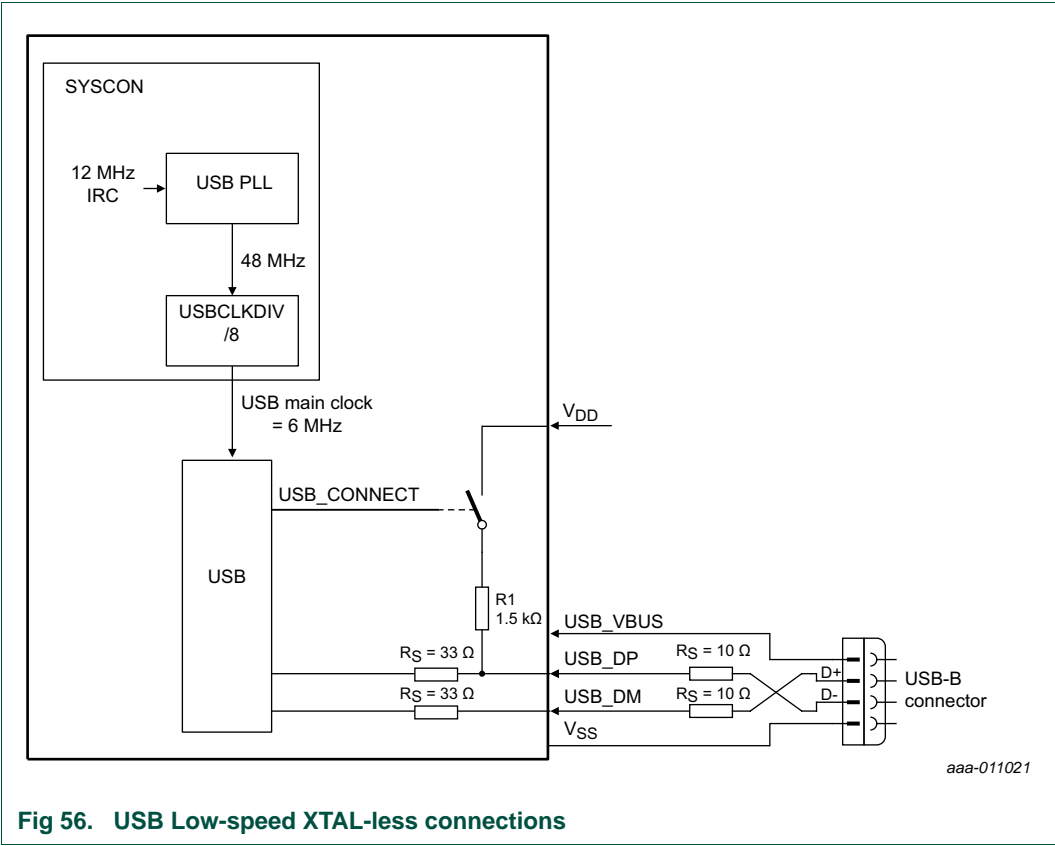 SYSCON
12 MHz
IRC
USB PLL
48 MHz
USBCLKDIV
/8
USB main clock
= 6 MHz
VDD
USB_CONNECT
USB
R1
1.5 kΩ
USB_VBUS
RS = 33 Ω
USB_DP
RS = 10 Ω
D+
USB-B
connector
RS = 33 Ω
USB_DM
RS = 10 Ω
D-
VSS
aaa-011021
Fig 56. USB Low-speed XTAL-less connections